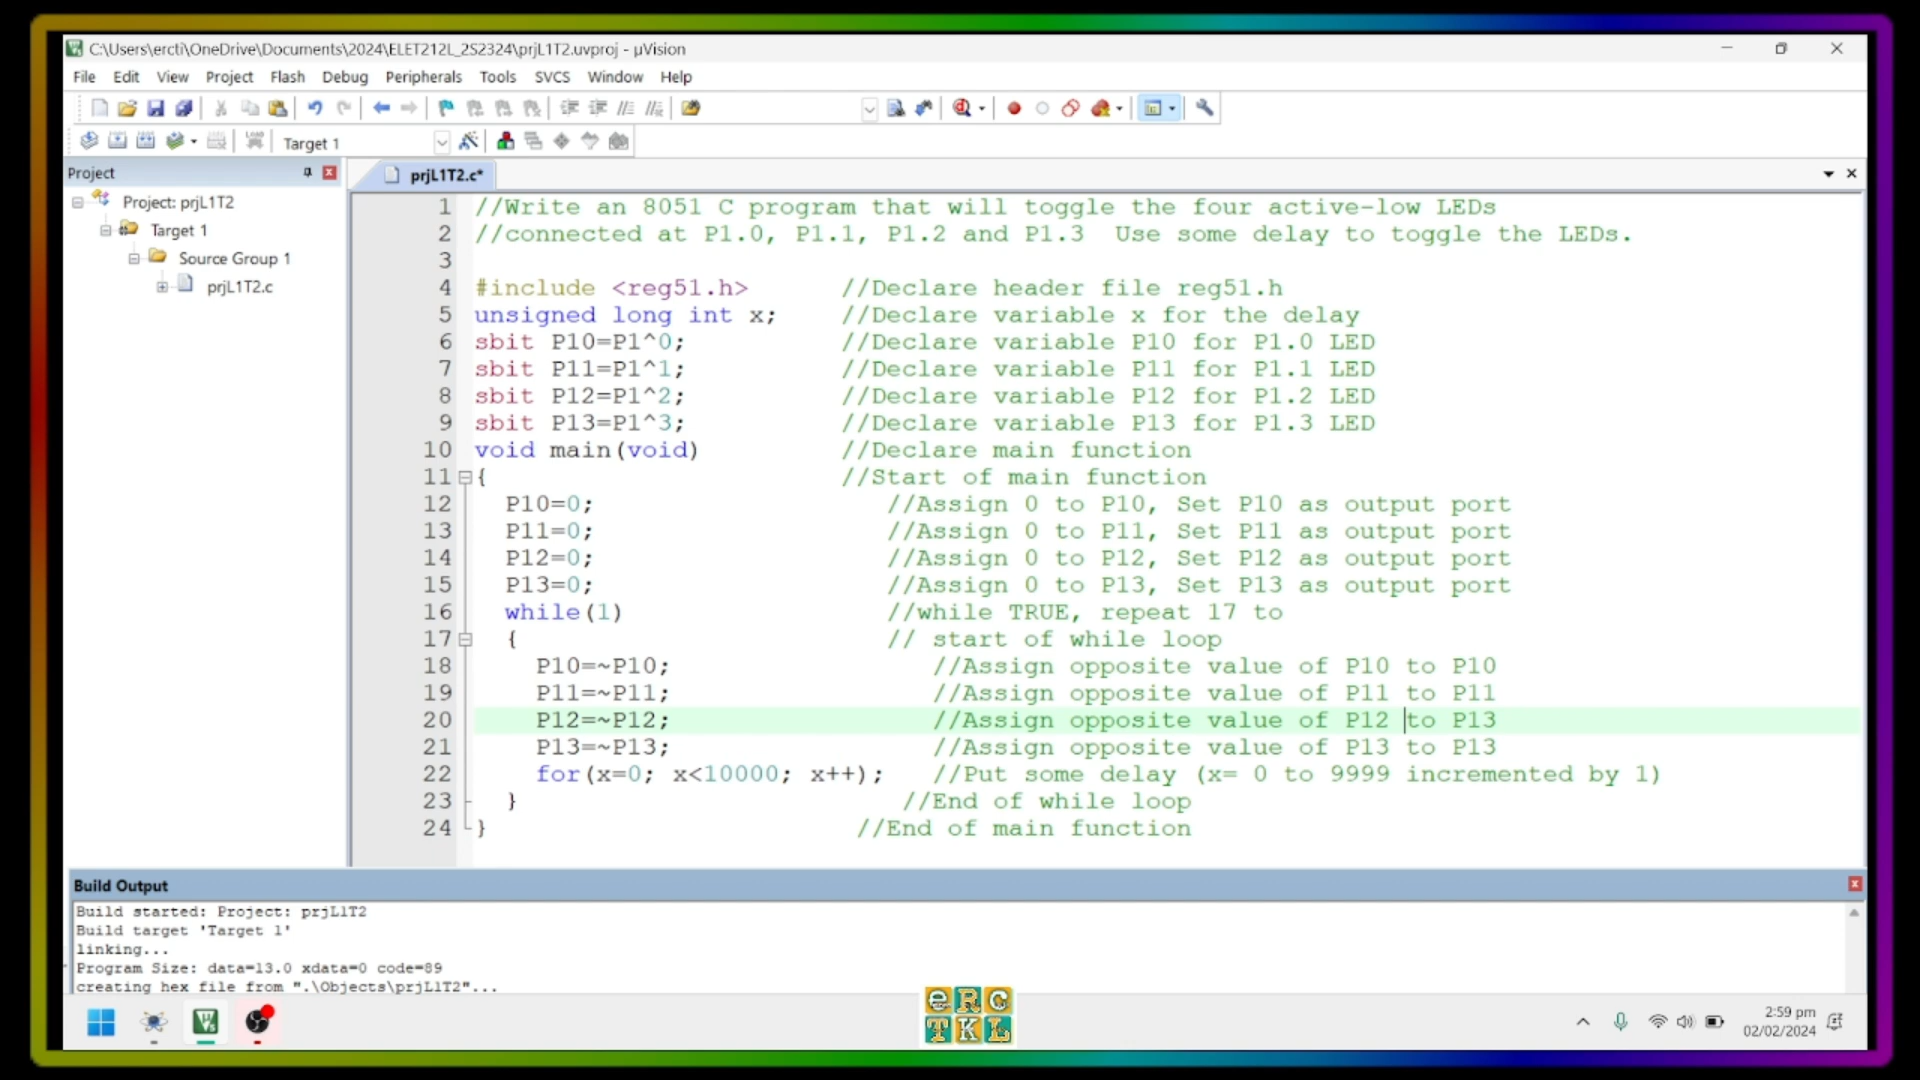 C:\Users\ercti\OneDrive\Documents\2024\ELET212L_2S2324\prjL1T2.uvproj - µVision
File Edit View Project Flash Debug Peripherals Tools SVCS Window Help
LOAD Target 1
Project
prjL1T2.c*
Project: prjL1T2
Target 1
Source Group 1
prjL1T2.c
1 //Write an 8051 C program that will toggle the four active-low LEDs
2 //connected at P1.0, P1.1, P1.2 and P1.3  Use some delay to toggle the LEDs.
3
4 #include <reg51.h> //Declare header file reg51.h
5 unsigned long int x; //Declare variable x for the delay
6 sbit P10=P1^0; //Declare variable P10 for P1.0 LED
7 sbit P11=P1^1; //Declare variable P11 for P1.1 LED
8 sbit P12=P1^2; //Declare variable P12 for P1.2 LED
9 sbit P13=P1^3; //Declare variable P13 for P1.3 LED
10 void main(void) //Declare main function
11 { //Start of main function
12 P10=0; //Assign 0 to P10, Set P10 as output port
13 P11=0; //Assign 0 to P11, Set P11 as output port
14 P12=0; //Assign 0 to P12, Set P12 as output port
15 P13=0; //Assign 0 to P13, Set P13 as output port
16 while(1) //while TRUE, repeat 17 to
17 { // start of while loop
18 P10=~P10; //Assign opposite value of P10 to P10
19 P11=~P11; //Assign opposite value of P11 to P11
20 P12=~P12; //Assign opposite value of P12 to P13
21 P13=~P13; //Assign opposite value of P13 to P13
22 for(x=0; x<10000; x++); //Put some delay (x= 0 to 9999 incremented by 1)
23 } //End of while loop
24 } //End of main function
Build Output
Build started: Project: prjL1T2
Build target 'Target 1'
linking...
Program Size: data=13.0 xdata=0 code=89
creating hex file from ".\Objects\prjL1T2"...
eRC
TKL
2:59 pm
02/02/2024